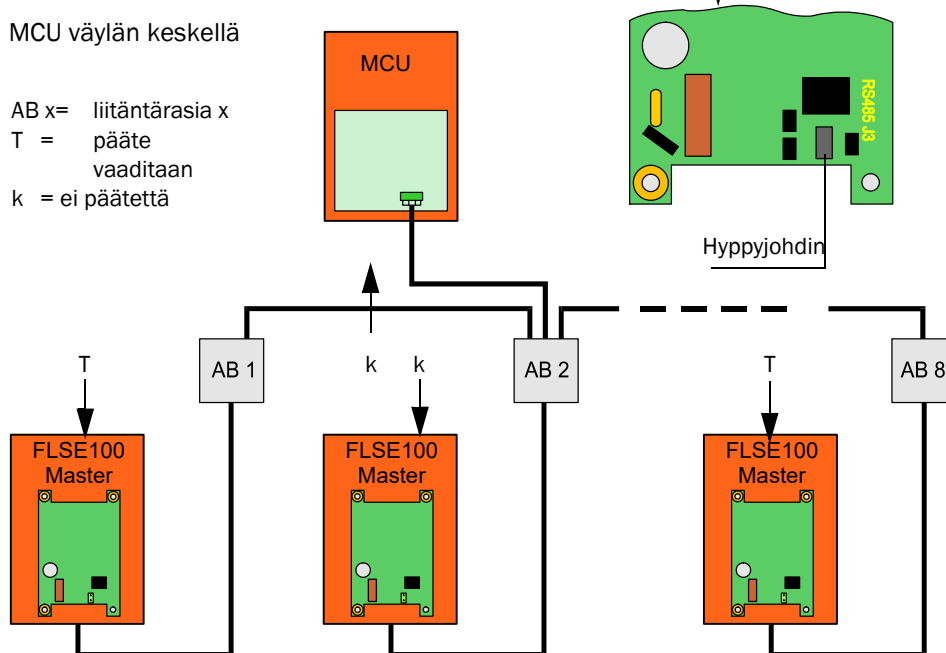 MCU väylän keskellä
AB x= liitäntärasia x
T = pääte
vaaditaan
k = ei päätettä
MCU
RS485 J3
Hyppyjohdin
T
AB 1
k
k
AB 2
T
AB 8
FLSE100
Master
FLSE100
Master
FLSE100
Master